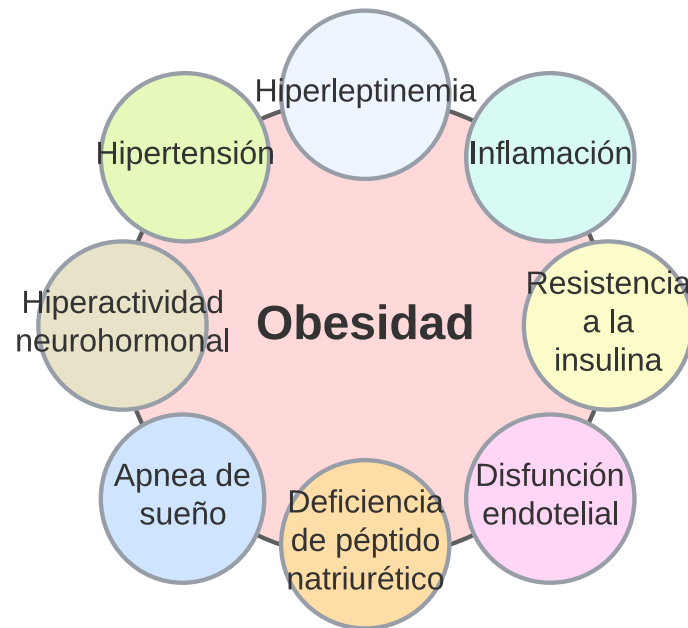 Hiperleptinemia
Inflamación
Resistencia
a la
insulina
Disfunción
endotelial
Deficiencia
de péptido
natriurético
Apnea de
sueño
Hiperactividad
neurohormonal
Hipertensión
Obesidad